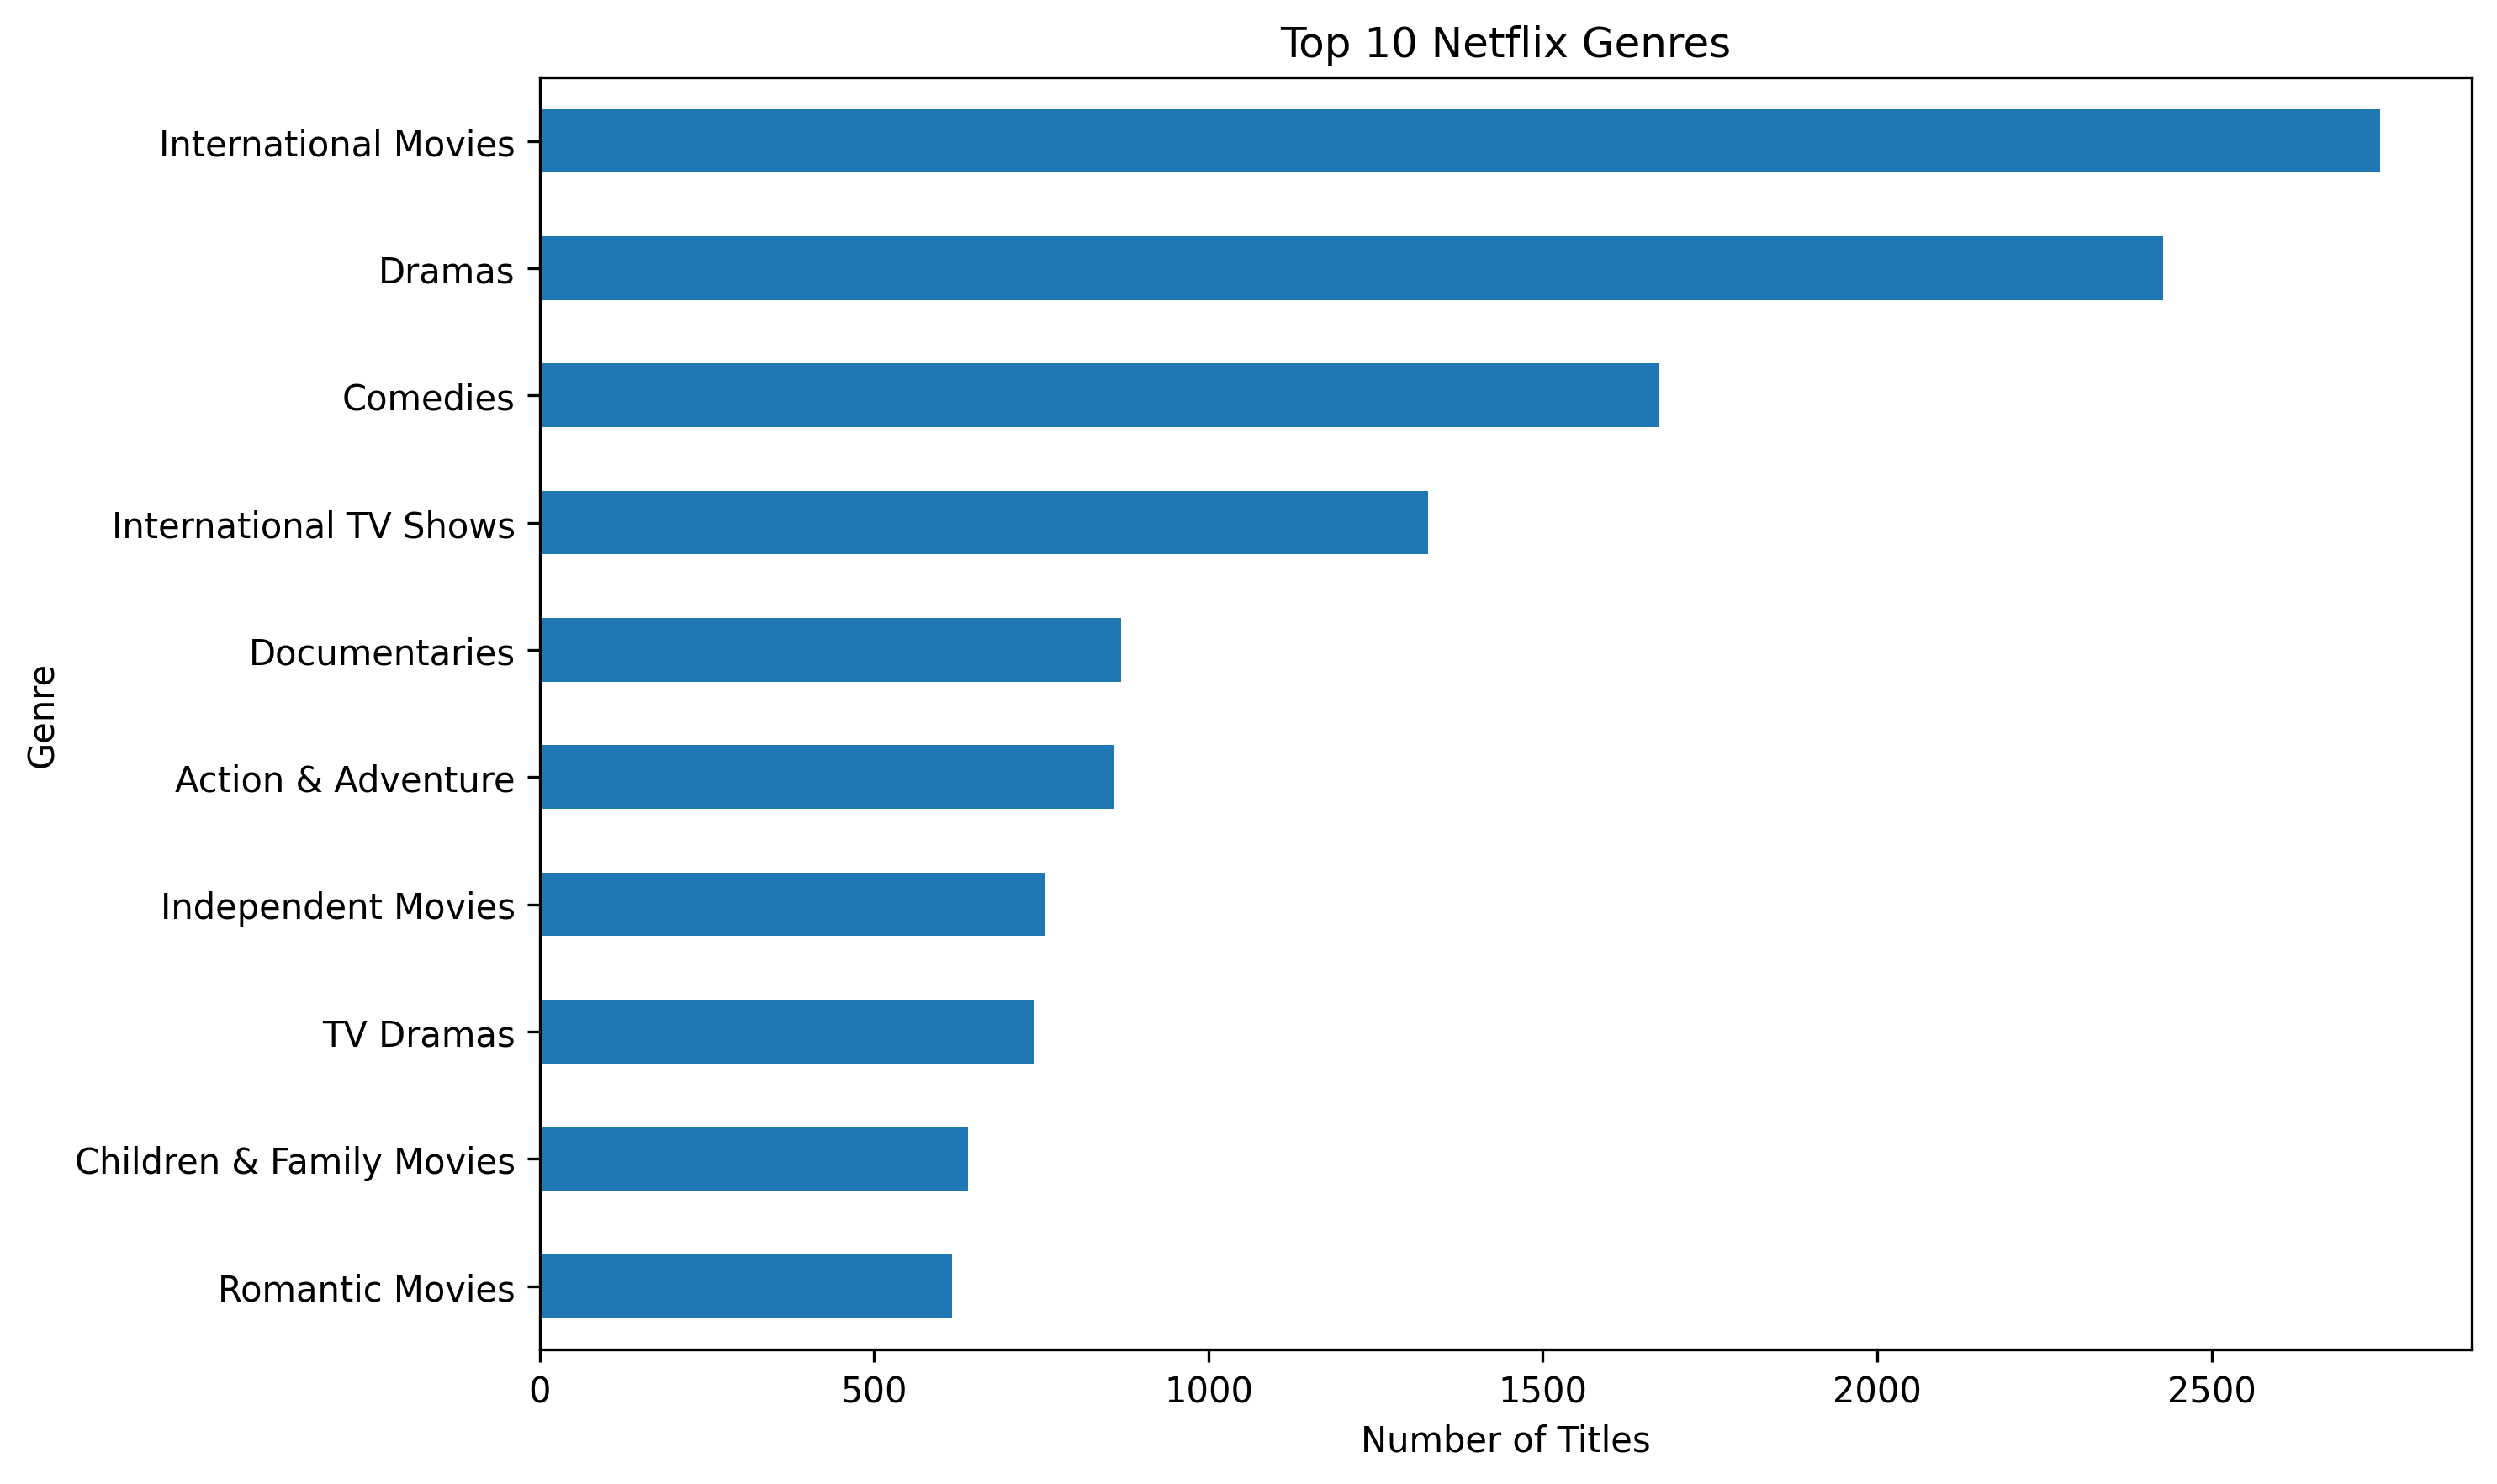 Top 10 Netflix Genres
International Movies
Dramas
Comedies
International TV Shows
Documentaries
Action & Adventure
Independent Movies
TV Dramas
Children & Family Movies
Romantic Movies
Genre
0 500 1000 1500 2000 2500
Number of Titles